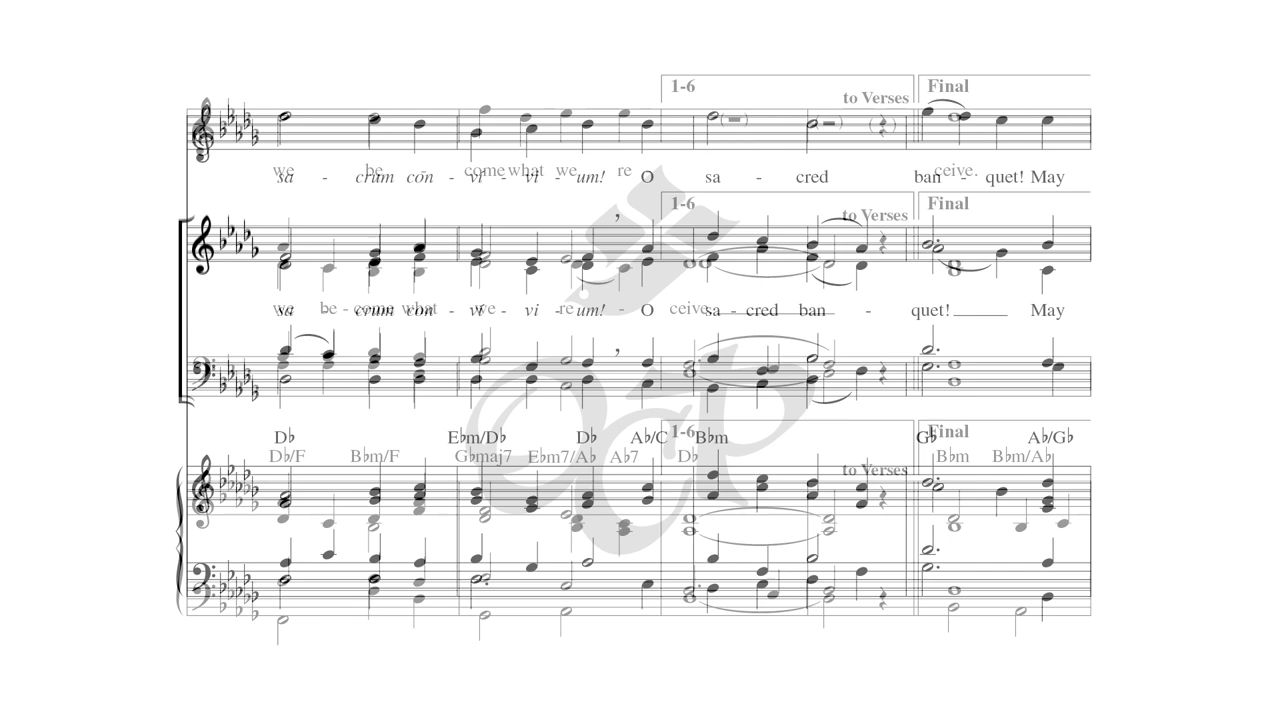 1-6 to Verses Final
we be come what we re ceive.
sa - crum con - vi - vi - um! O sa - cred ban - quet! May
1-6 to Verses Final
we be - come what we re - ceive.
sa - crum con - vi - vi - um! O sa - cred ban - quet! May
1-6 Final
D♭ E♭m/D♭ D♭ A♭/C B♭m G♭ A♭/G♭
D♭/F B♭m/F G♭maj7 E♭m7/A♭ A♭7 D♭ B♭m B♭m/A♭
to Verses
OCP